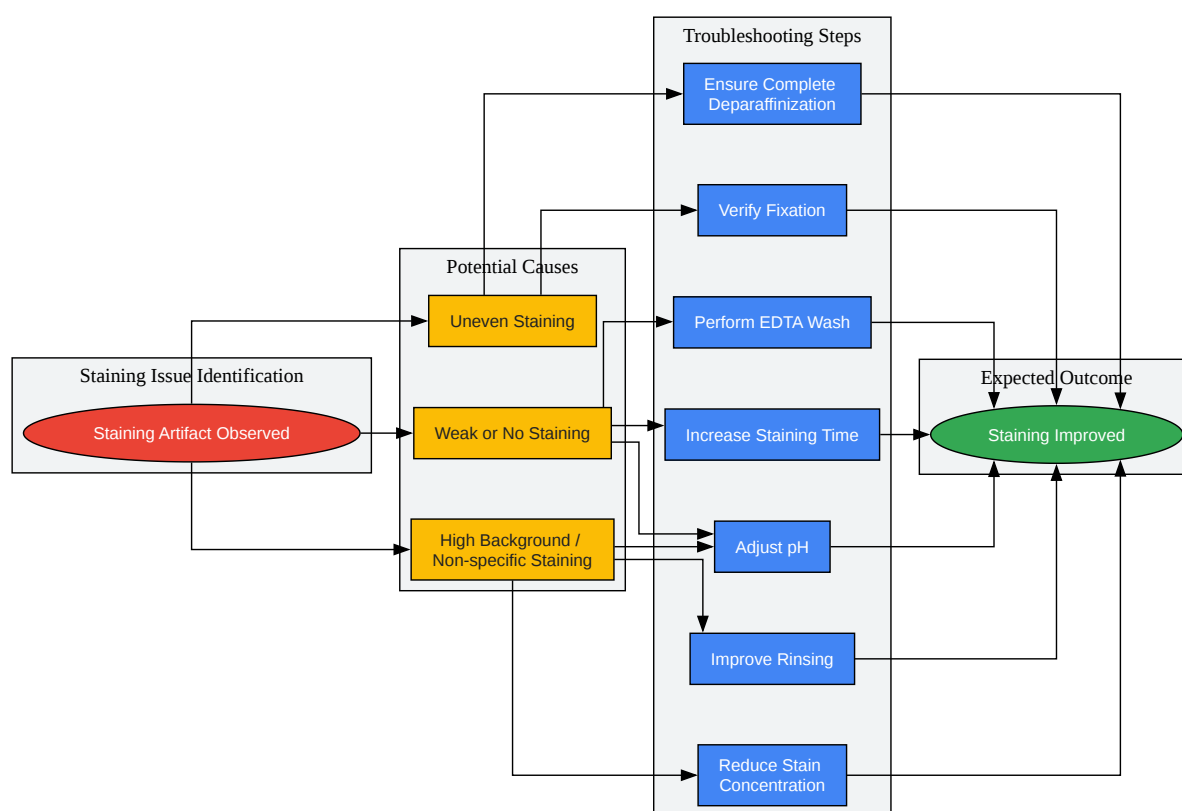 Staining Issue Identification
Staining Artifact Observed
Potential Causes
Uneven Staining
Weak or No Staining
High Background /
Non-specific Staining
Troubleshooting Steps
Ensure Complete
Deparaffinization
Verify Fixation
Perform EDTA Wash
Increase Staining Time
Adjust pH
Improve Rinsing
Reduce Stain
Concentration
Expected Outcome
Staining Improved